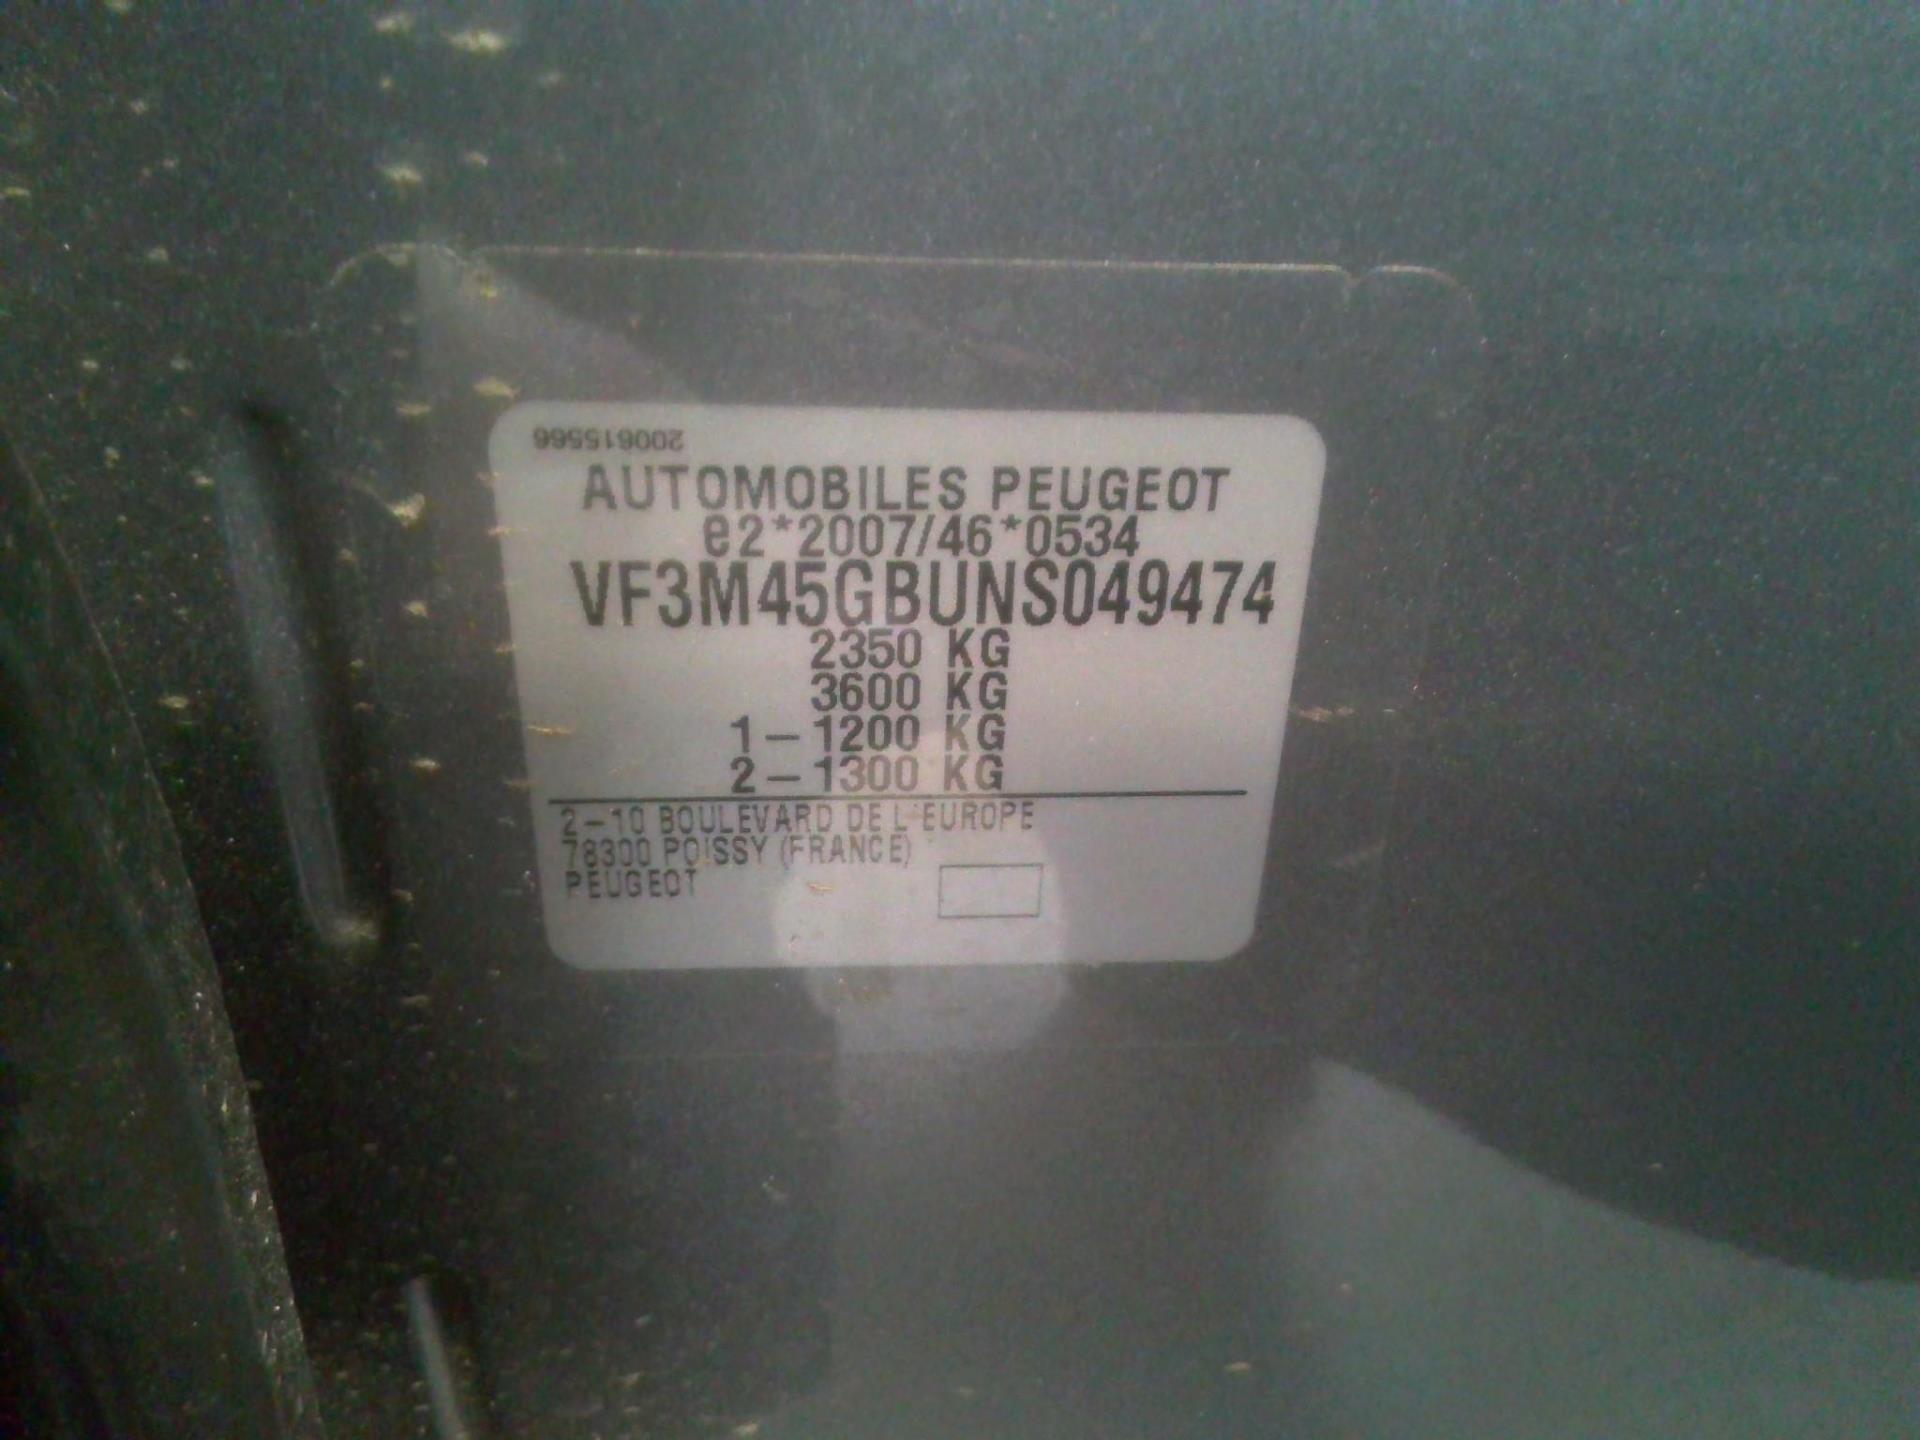 200615566
AUTOMOBILES PEUGEOT
e2*2007/46*0534
VF3M45GBUNS049474
2350 KG
3600 KG
1-1200 KG
2-1300 KG
2-10 BOULEVARD DE L'EUROPE
78300 POISSY (FRANCE)
PEUGEOT